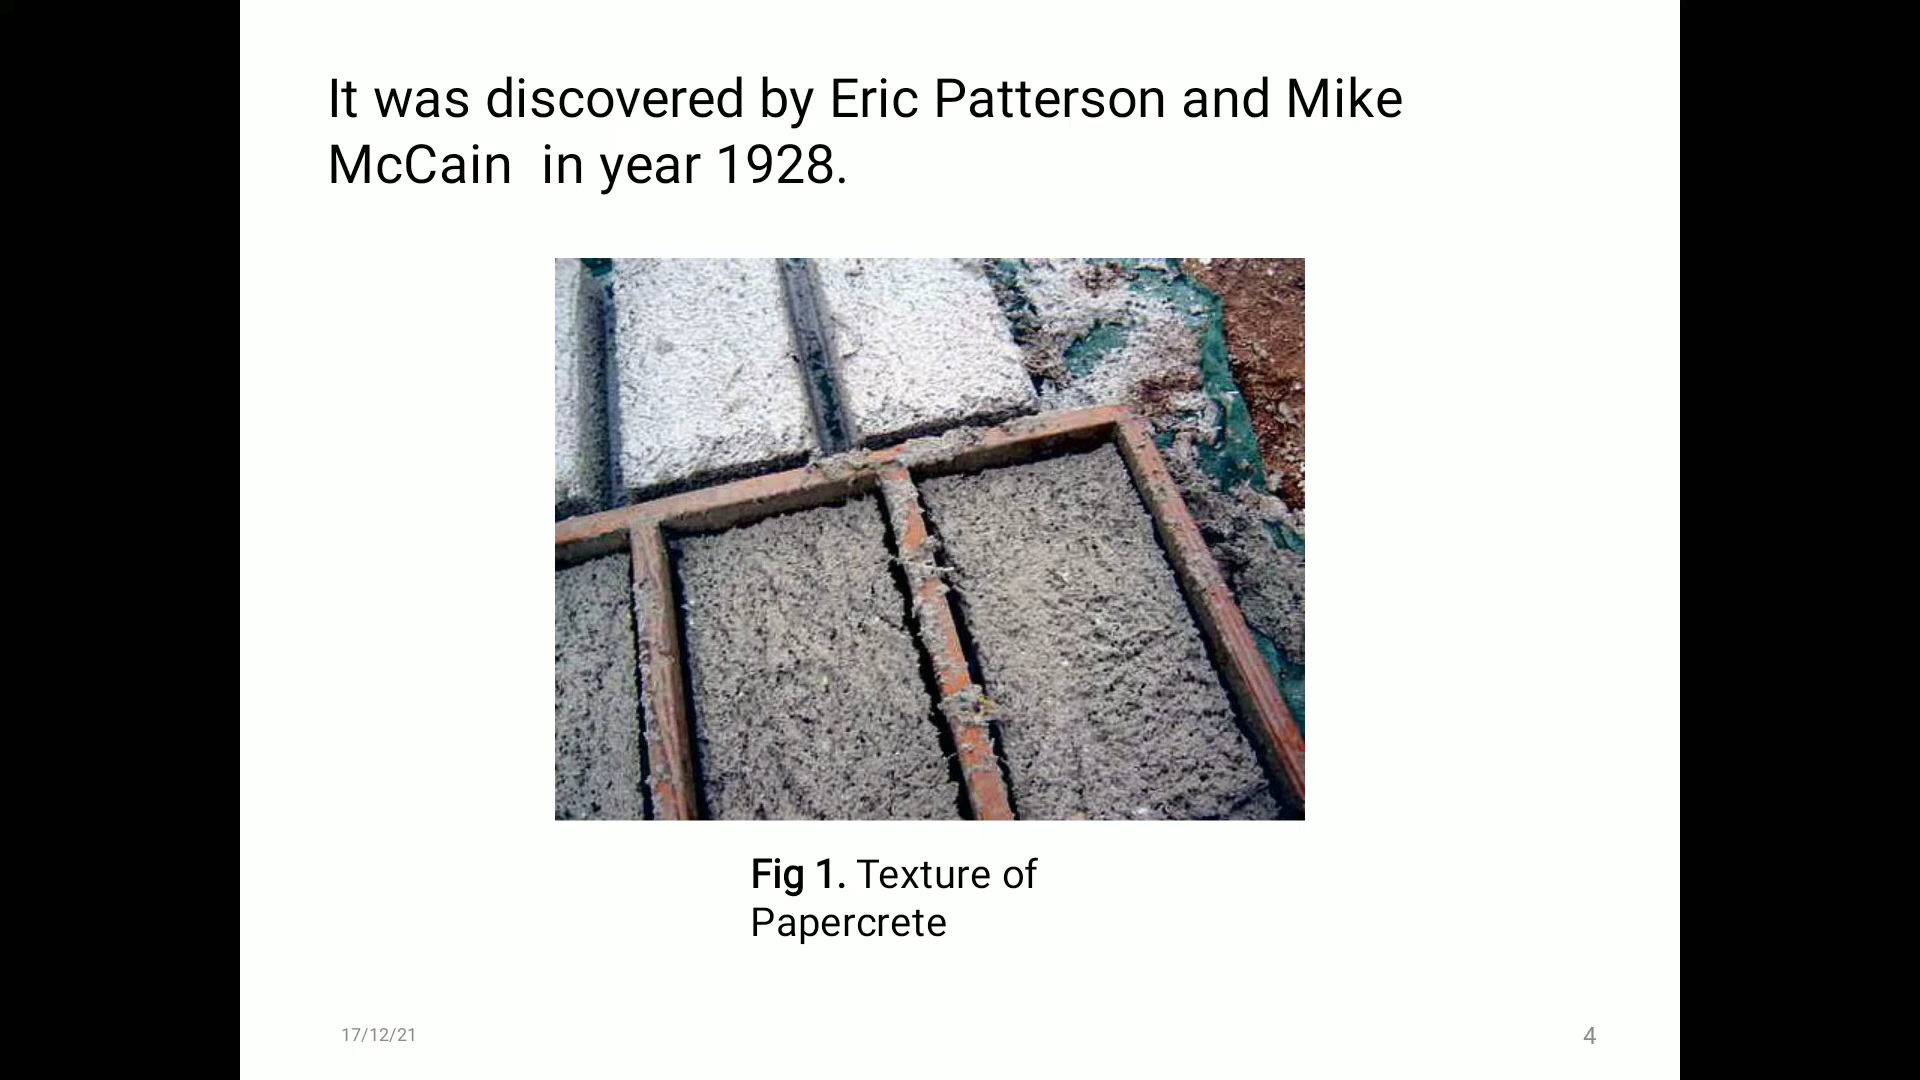 It was discovered by Eric Patterson and Mike
McCain  in year 1928.
Fig 1. Texture of
Papercrete
17/12/21
4